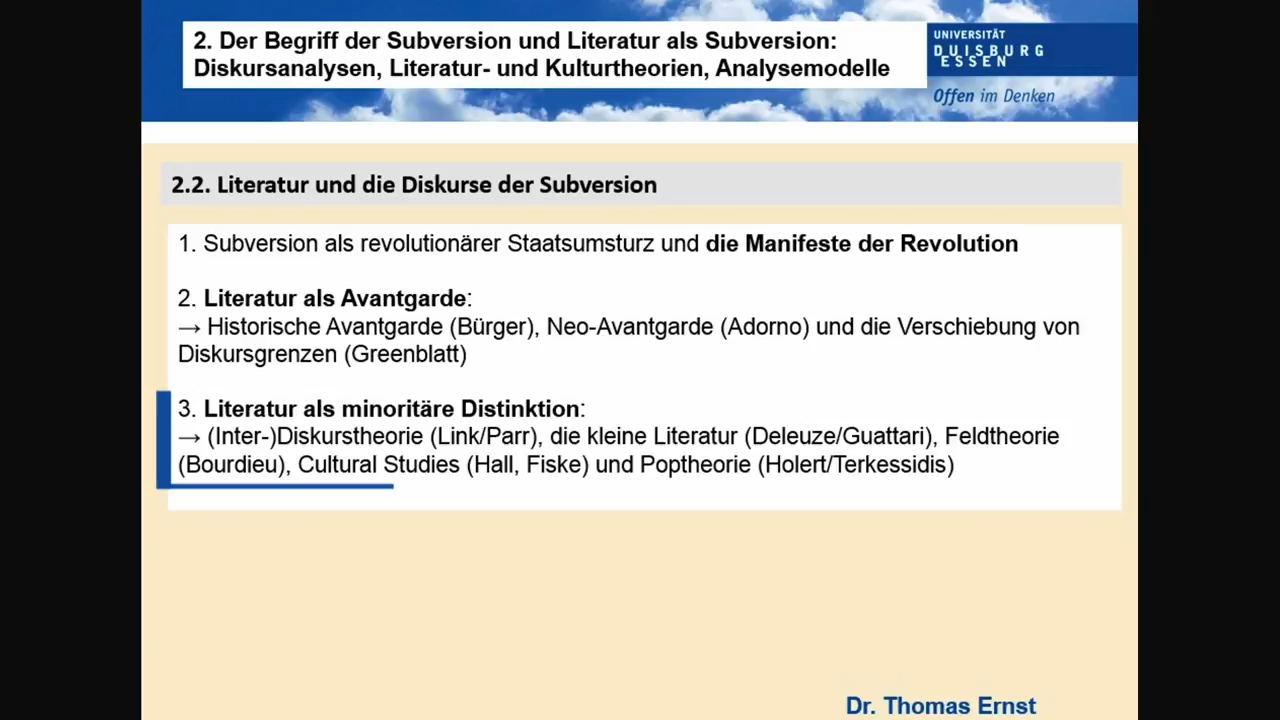 2. Der Begriff der Subversion und Literatur als Subversion:
Diskursanalysen, Literatur- und Kulturtheorien, Analysemodelle
UNIVERSITÄT
DUISBURG
ESSEN
Offen im Denken
2.2. Literatur und die Diskurse der Subversion
1. Subversion als revolutionärer Staatsumsturz und die Manifeste der Revolution
2. Literatur als Avantgarde:
→ Historische Avantgarde (Bürger), Neo-Avantgarde (Adorno) und die Verschiebung von
Diskursgrenzen (Greenblatt)
3. Literatur als minoritäre Distinktion:
→ (Inter-)Diskurstheorie (Link/Parr), die kleine Literatur (Deleuze/Guattari), Feldtheorie
(Bourdieu), Cultural Studies (Hall, Fiske) und Poptheorie (Holert/Terkessidis)
Dr. Thomas Ernst